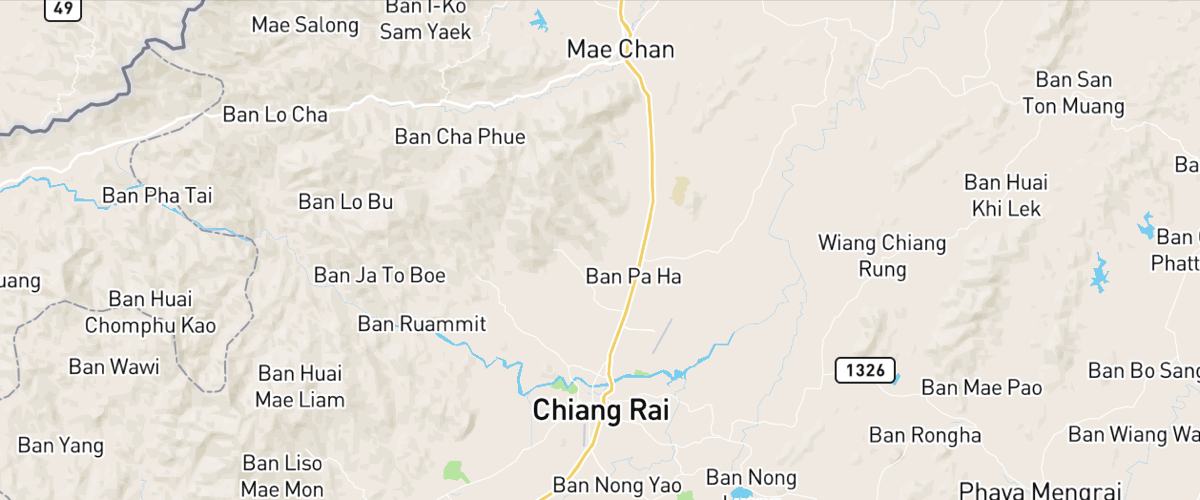 49
Mae Salong
Ban I-Ko
Sam Yaek
Mae Chan
Ban San
Ton Muang
Ban Lo Cha
Ban Cha Phue
Ban Pha Tai
Ban Lo Bu
Ban Huai
Khi Lek
Wiang Chiang
Rung
Ban Ja To Boe
Ban Pa Ha
Ban Huai
Chomphu Kao
Ban Ruammit
Ban Wawi
Ban Huai
Mae Liam
1326
Ban Mae Pao
Ban Bo Sang
Chiang Rai
Ban Yang
Ban Rongha
Ban Wiang Wa
Ban Liso
Mae Mon
Ban Nong Yao
Ban Nong
Phaya Mengrai